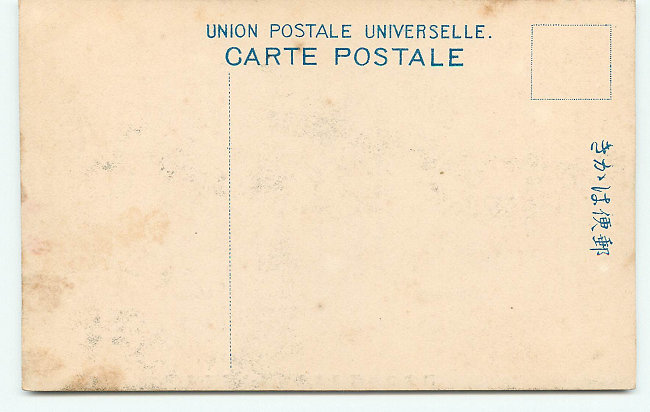 UNION POSTALE UNIVERSELLE.
CARTE POSTALE
郵便はかき